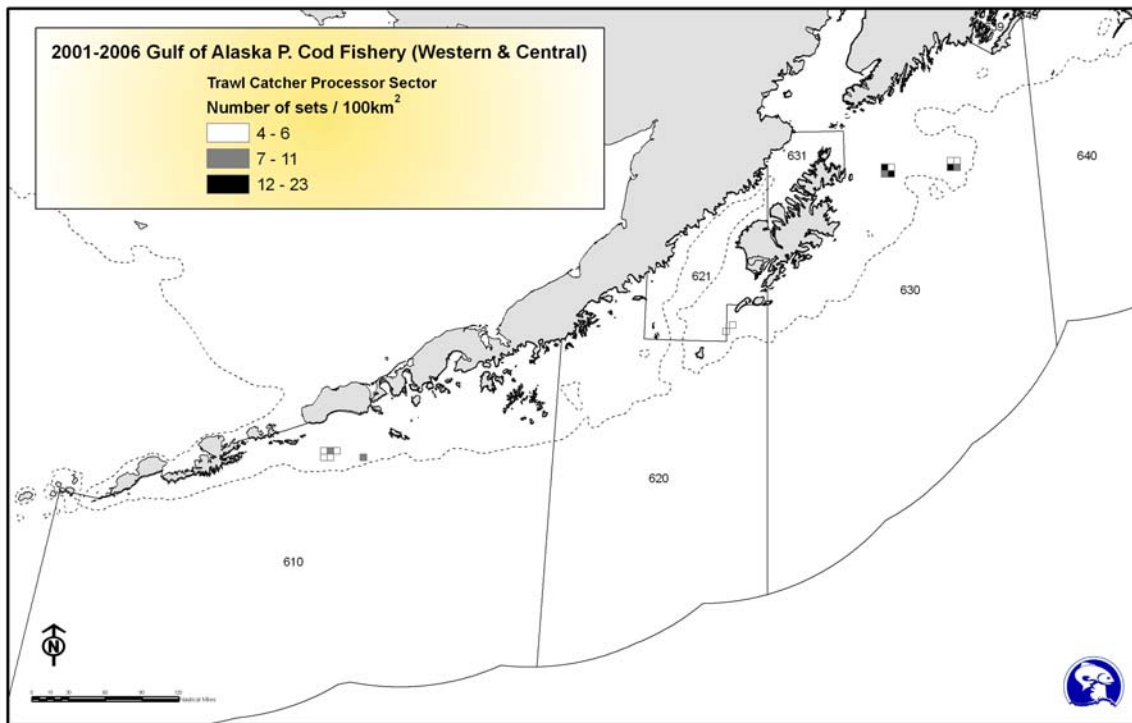 2001-2006 Gulf of Alaska P. Cod Fishery (Western & Central)
Trawl Catcher Processor Sector
Number of sets / 100km²
4 - 6
7 - 11
12 - 23
649
631
640
621
630
620
610
N